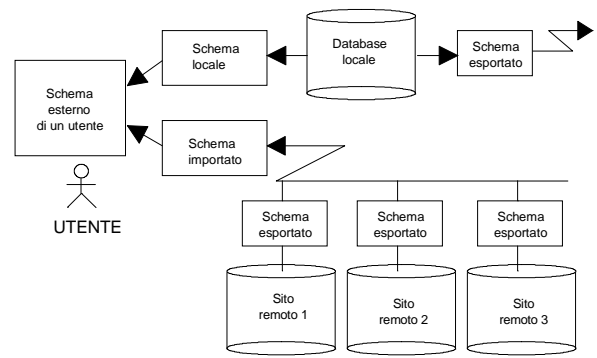 Schema
locale
Database
locale
Schema
esportato
Schema
esterno
di un utente
Schema
importato
UTENTE
Schema
esportato
Schema
esportato
Schema
esportato
Sito
remoto 1
Sito
remoto 2
Sito
remoto 3